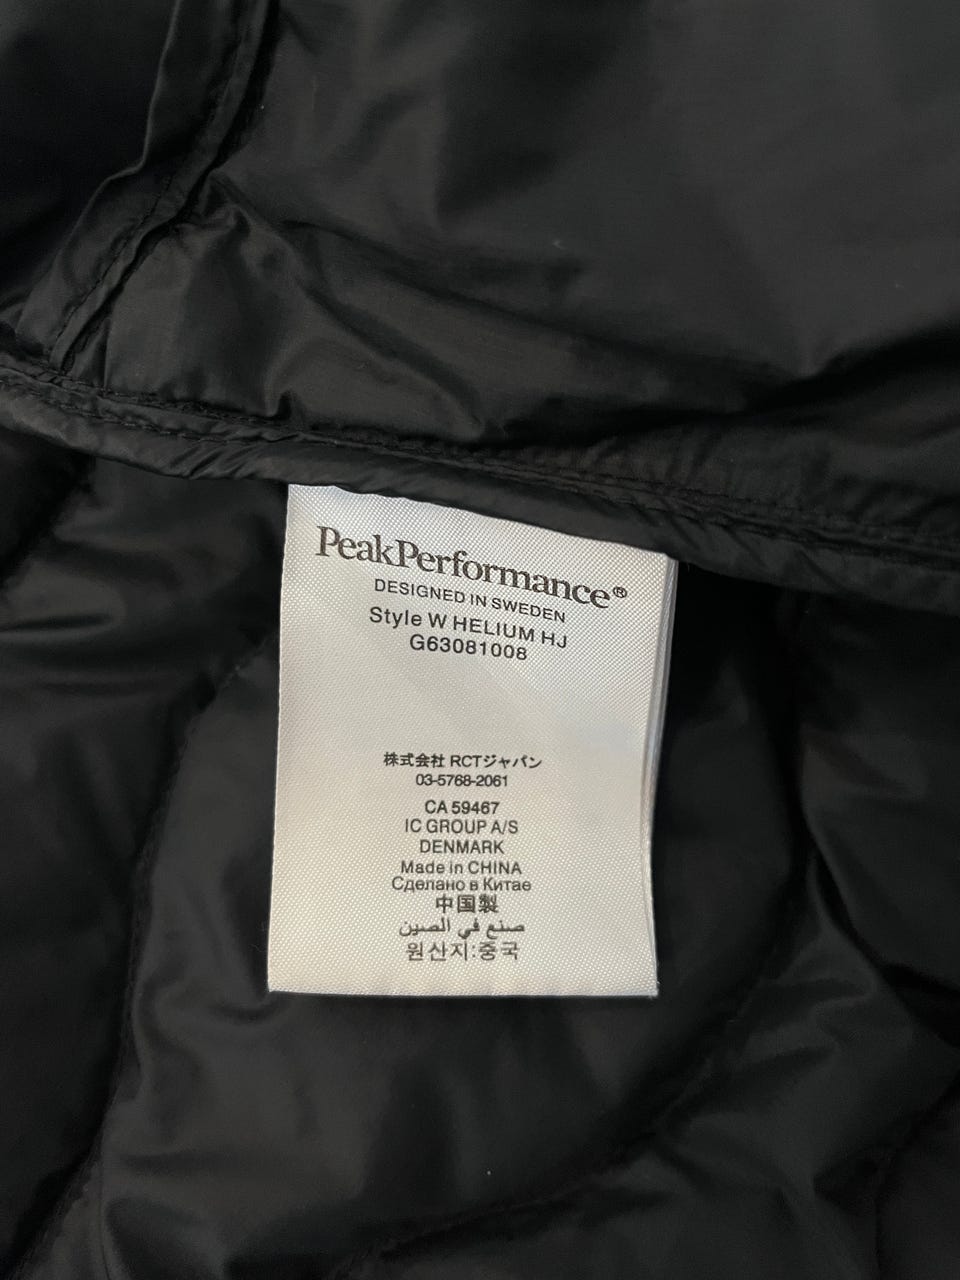 PeakPerformance®
DESIGNED IN SWEDEN
Style W HELIUM HJ
G63081008
株式会社 RCTジャパン
03-5768-2061
CA 59467
IC GROUP A/S
DENMARK
Made in CHINA
Сделано в Китае
中国製
صنع في الصين
원산지:중국